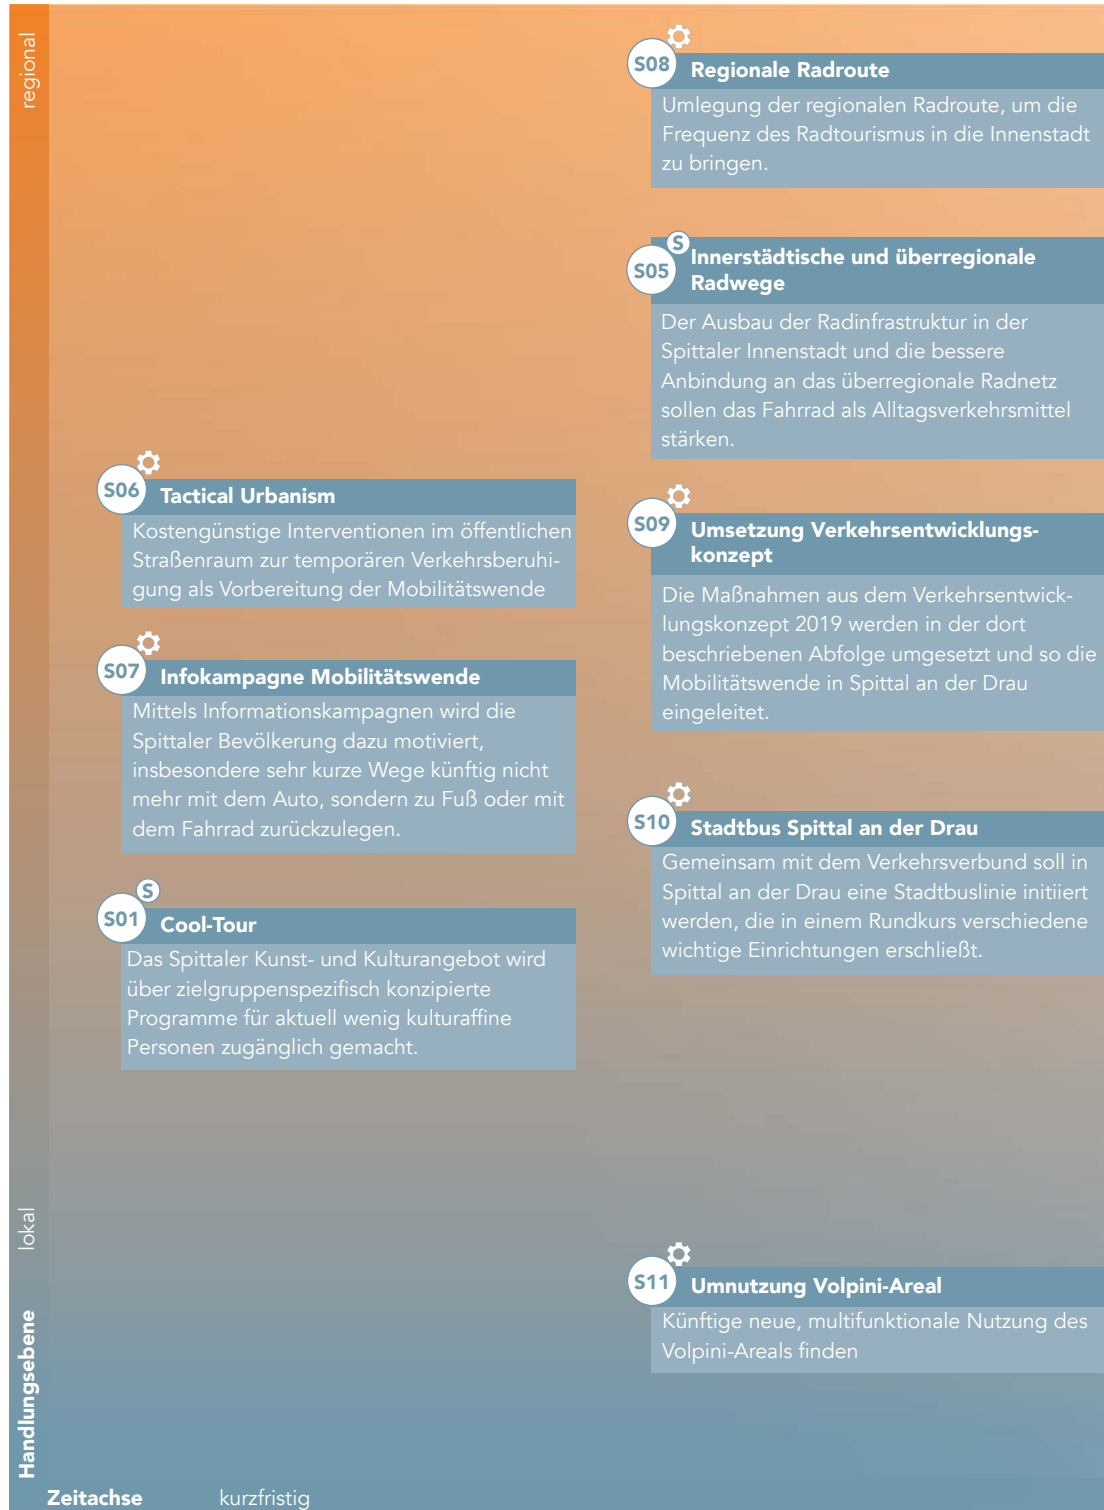 regional
S08
Regionale Radroute
Umlegung der regionalen Radroute, um die
Frequenz des Radtourismus in die Innenstadt
zu bringen.
S
S05
Innerstädtische und überregionale
Radwege
Der Ausbau der Radinfrastruktur in der
Spittaler Innenstadt und die bessere
Anbindung an das überregionale Radnetz
sollen das Fahrrad als Alltagsverkehrsmittel
stärken.
S06
Tactical Urbanism
Kostengünstige Interventionen im öffentlichen
Straßenraum zur temporären Verkehrsberuhi-
gung als Vorbereitung der Mobilitätswende
S09
Umsetzung Verkehrsentwicklungs-
konzept
Die Maßnahmen aus dem Verkehrsentwick-
lungskonzept 2019 werden in der dort
beschriebenen Abfolge umgesetzt und so die
Mobilitätswende in Spittal an der Drau
eingeleitet.
S07
Infokampagne Mobilitätswende
Mittels Informationskampagnen wird die
Spittaler Bevölkerung dazu motiviert,
insbesondere sehr kurze Wege künftig nicht
mehr mit dem Auto, sondern zu Fuß oder mit
dem Fahrrad zurückzulegen.
S10
Stadtbus Spittal an der Drau
Gemeinsam mit dem Verkehrsverbund soll in
Spittal an der Drau eine Stadtbuslinie initiiert
werden, die in einem Rundkurs verschiedene
wichtige Einrichtungen erschließt.
S
S01
Cool-Tour
Das Spittaler Kunst- und Kulturangebot wird
über zielgruppenspezifisch konzipierte
Programme für aktuell wenig kulturaffine
Personen zugänglich gemacht.
lokal
S11
Umnutzung Volpini-Areal
Künftige neue, multifunktionale Nutzung des
Volpini-Areals finden
Handlungsebene
Zeitachse
kurzfristig